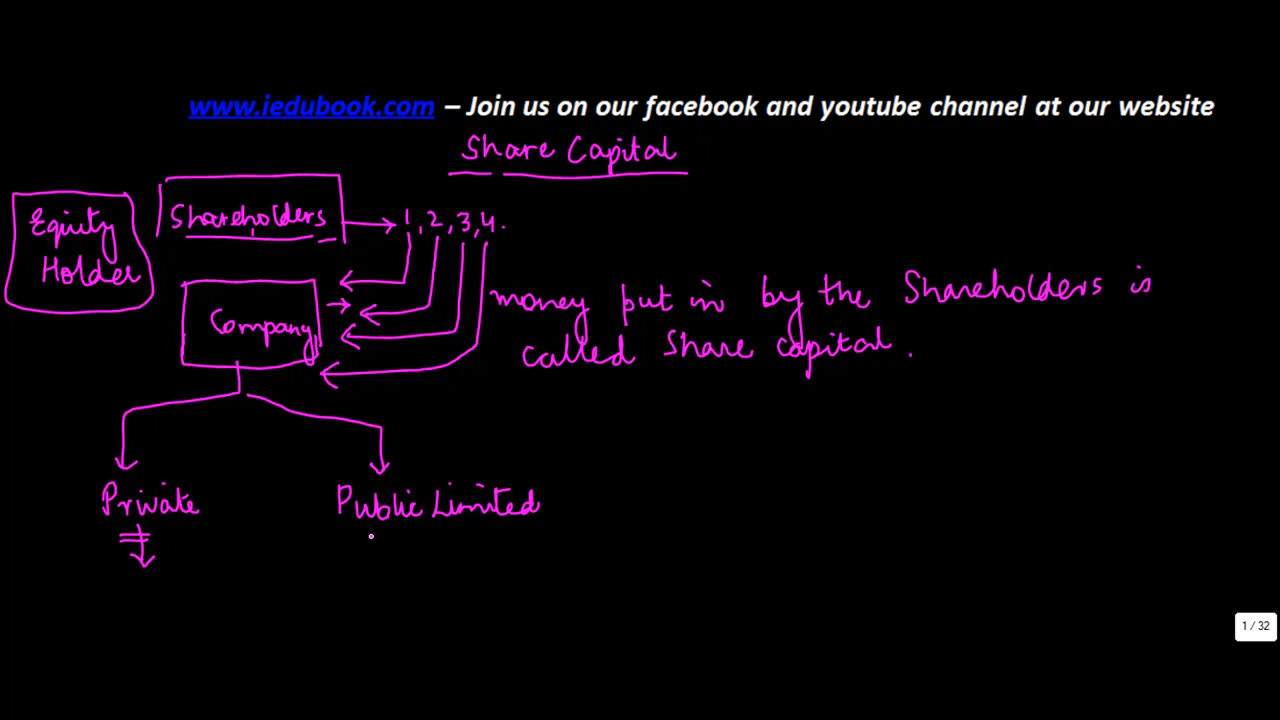 www.iedubook.com – Join us on our facebook and youtube channel at our website
Share Capital
Equity
Holder
Shareholders
1, 2, 3, 4.
Company
money put in by the Shareholders is
called Share capital.
Private
Public Limited
1 / 32